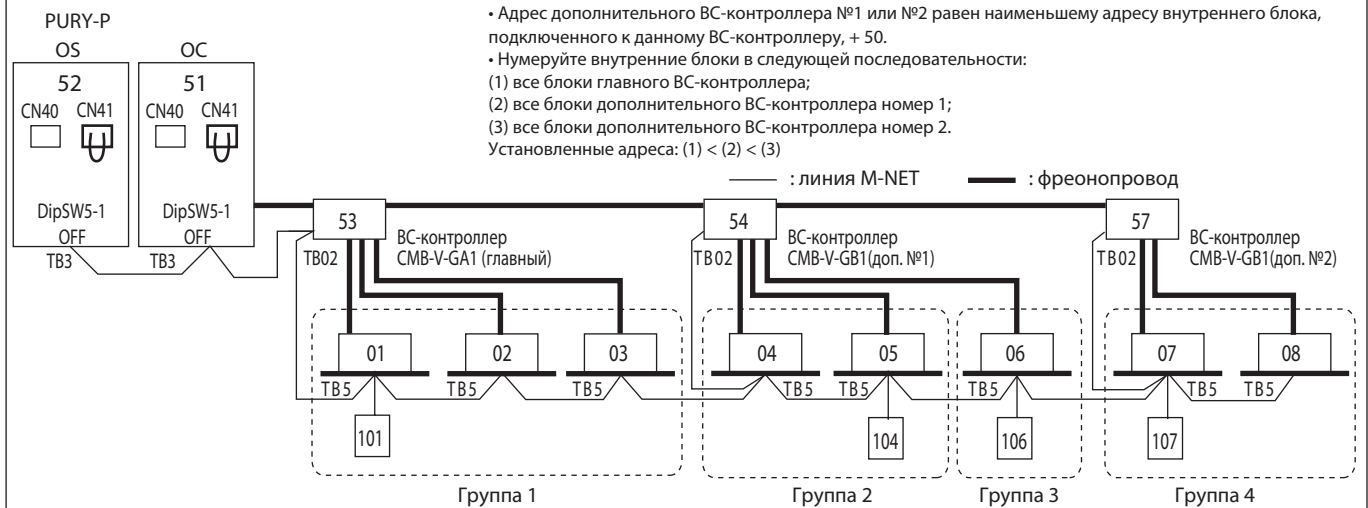 • Адрес дополнительного ВС-контроллера №1 или №2 равен наименьшему адресу внутреннего блока,
подключенного к данному ВС-контроллеру, + 50.
• Нумеруйте внутренние блоки в следующей последовательности:
(1) все блоки главного ВС-контроллера;
(2) все блоки дополнительного ВС-контроллера номер 1;
(3) все блоки дополнительного ВС-контроллера номер 2.
Установленные адреса: (1) < (2) < (3)
PURY-P
OS OC
52 51
CN40 CN41 CN40 CN41
DipSW5-1 DipSW5-1
OFF OFF
TB3 TB3
: линия M-NET : фреонопровод
53 54 57
TB02 ВС-контроллер
CMB-V-GA1 (главный)
TB02 ВС-контроллер
CMB-V-GB1(доп. №1)
TB02 ВС-контроллер
CMB-V-GB1(доп. №2)
01 02 03 04 05 06 07 08
TB5 TB5 TB5 TB5 TB5 TB5 TB5 TB5
101 104 106 107
Группа 1 Группа 2 Группа 3 Группа 4